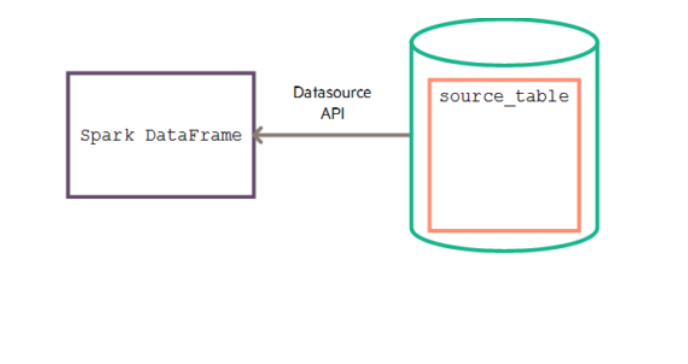 Datasource
API
source_table
Spark DataFrame